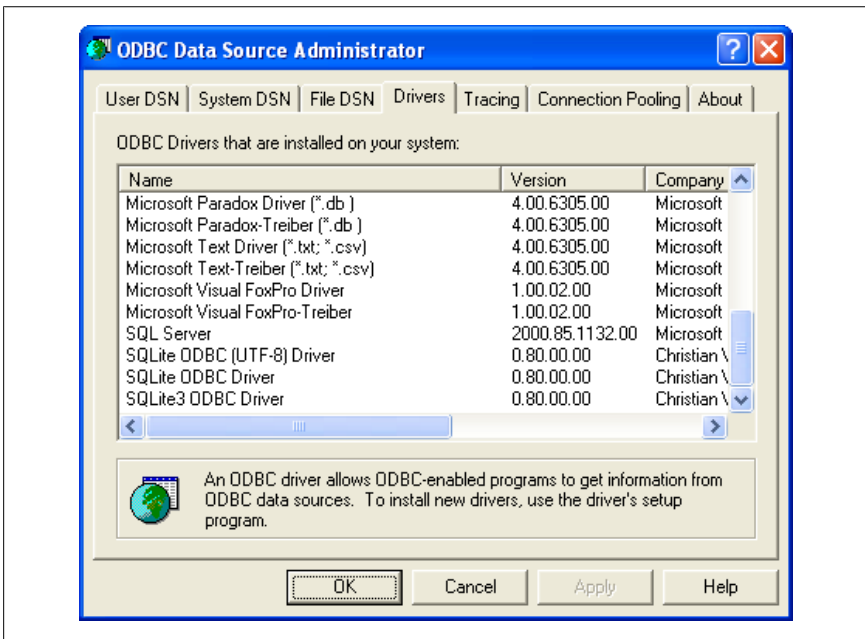 ODBC Data Source Administrator
User DSN System DSN File DSN Drivers Tracing Connection Pooling About
ODBC Drivers that are installed on your system:
Name Version Company
Microsoft Paradox Driver (*.db ) 4.00.6305.00 Microsoft
Microsoft Paradox-Treiber (*.db ) 4.00.6305.00 Microsoft
Microsoft Text Driver (*.txt; *.csv) 4.00.6305.00 Microsoft
Microsoft Text-Treiber (*.txt; *.csv) 4.00.6305.00 Microsoft
Microsoft Visual FoxPro Driver 1.00.02.00 Microsoft
Microsoft Visual FoxPro-Treiber 1.00.02.00 Microsoft
SQL Server 2000.85.1132.00 Microsoft
SQLite ODBC (UTF-8) Driver 0.80.00.00 Christian
SQLite ODBC Driver 0.80.00.00 Christian
SQLite3 ODBC Driver 0.80.00.00 Christian
An ODBC driver allows ODBC-enabled programs to get information from
ODBC data sources. To install new drivers, use the driver's setup
program.
OK Cancel Apply Help